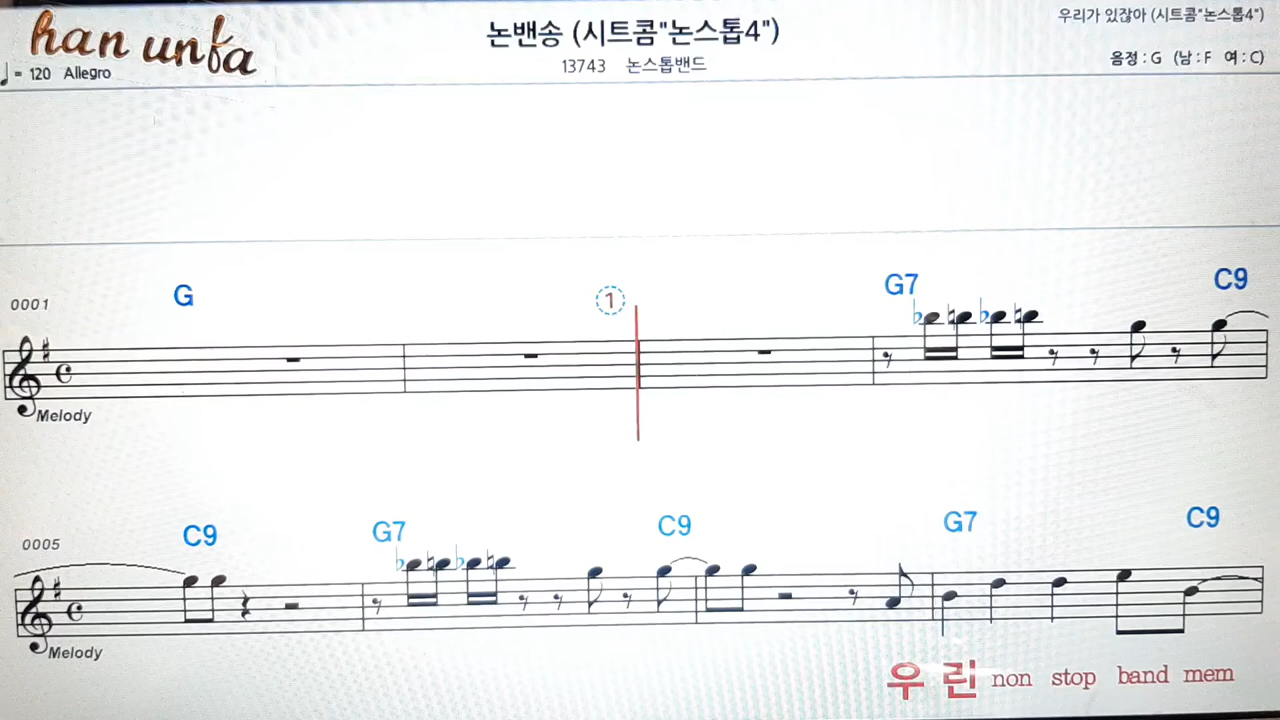 han unfa
논밴송 (시트콤"논스톱4")
우리가 있잖아 (시트콤"논스톱4")
♩ = 120 Allegro
13743 논스톱밴드
음정 : G (남 : F 여 : C)
G ① G7 C9
0001
Melody
C9 G7 C9 G7 C9
0005
Melody
우 린 non stop band mem